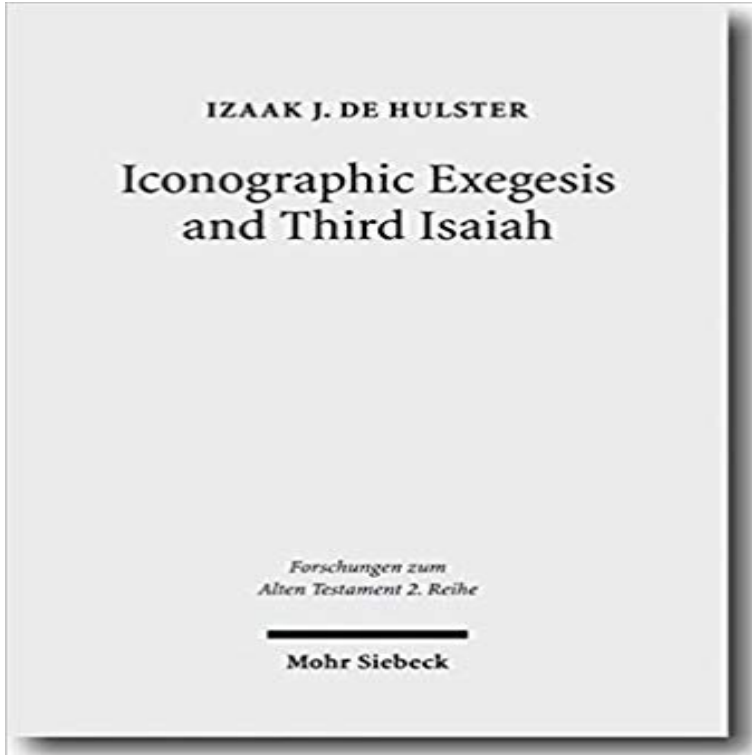 IZAAK J. DE HULSTER
Iconographic Exegesis
and Third Isaiah
Forschungen zum
Alten Testament 2. Reihe
Mohr Siebeck